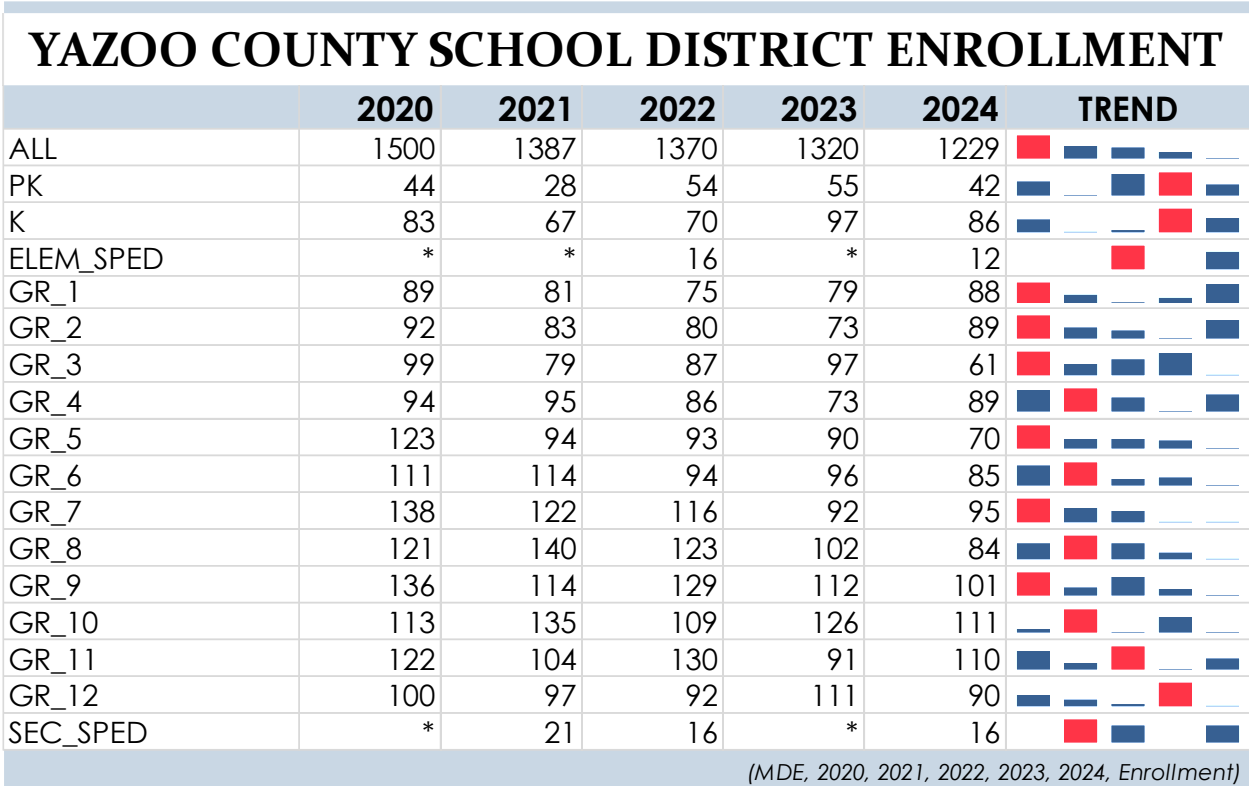 YAZOO COUNTY SCHOOL DISTRICT ENROLLMENT
2020 2021 2022 2023 2024 TREND
ALL 1500 1387 1370 1320 1229
PK 44 28 54 55 42
K 83 67 70 97 86
ELEM_SPED * * 16 * 12
GR_1 89 81 75 79 88
GR_2 92 83 80 73 89
GR_3 99 79 87 97 61
GR_4 94 95 86 73 89
GR_5 123 94 93 90 70
GR_6 111 114 94 96 85
GR_7 138 122 116 92 95
GR_8 121 140 123 102 84
GR_9 136 114 129 112 101
GR_10 113 135 109 126 111
GR_11 122 104 130 91 110
GR_12 100 97 92 111 90
SEC_SPED * 21 16 * 16
(MDE, 2020, 2021, 2022, 2023, 2024, Enrollment)